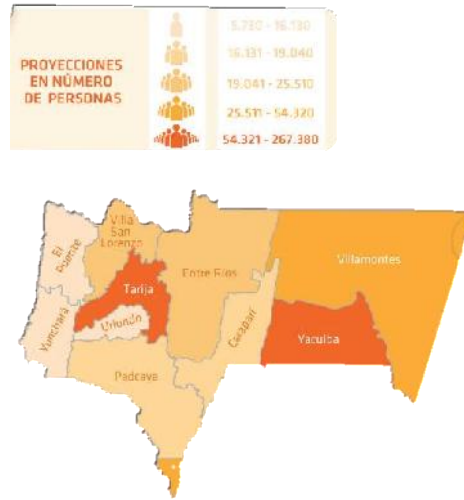 PROYECCIONES
EN NÚMERO
DE PERSONAS
5.730 - 16.130
16.131 - 19.040
19.041 - 25.510
25.511 - 54.320
54.321 - 267.380
El Puente
Villa
San
Lorenzo
Tarija
Entre Ríos
Villamontes
Yunchará
Uriondo
Caraparí
Yacuiba
Padcaya